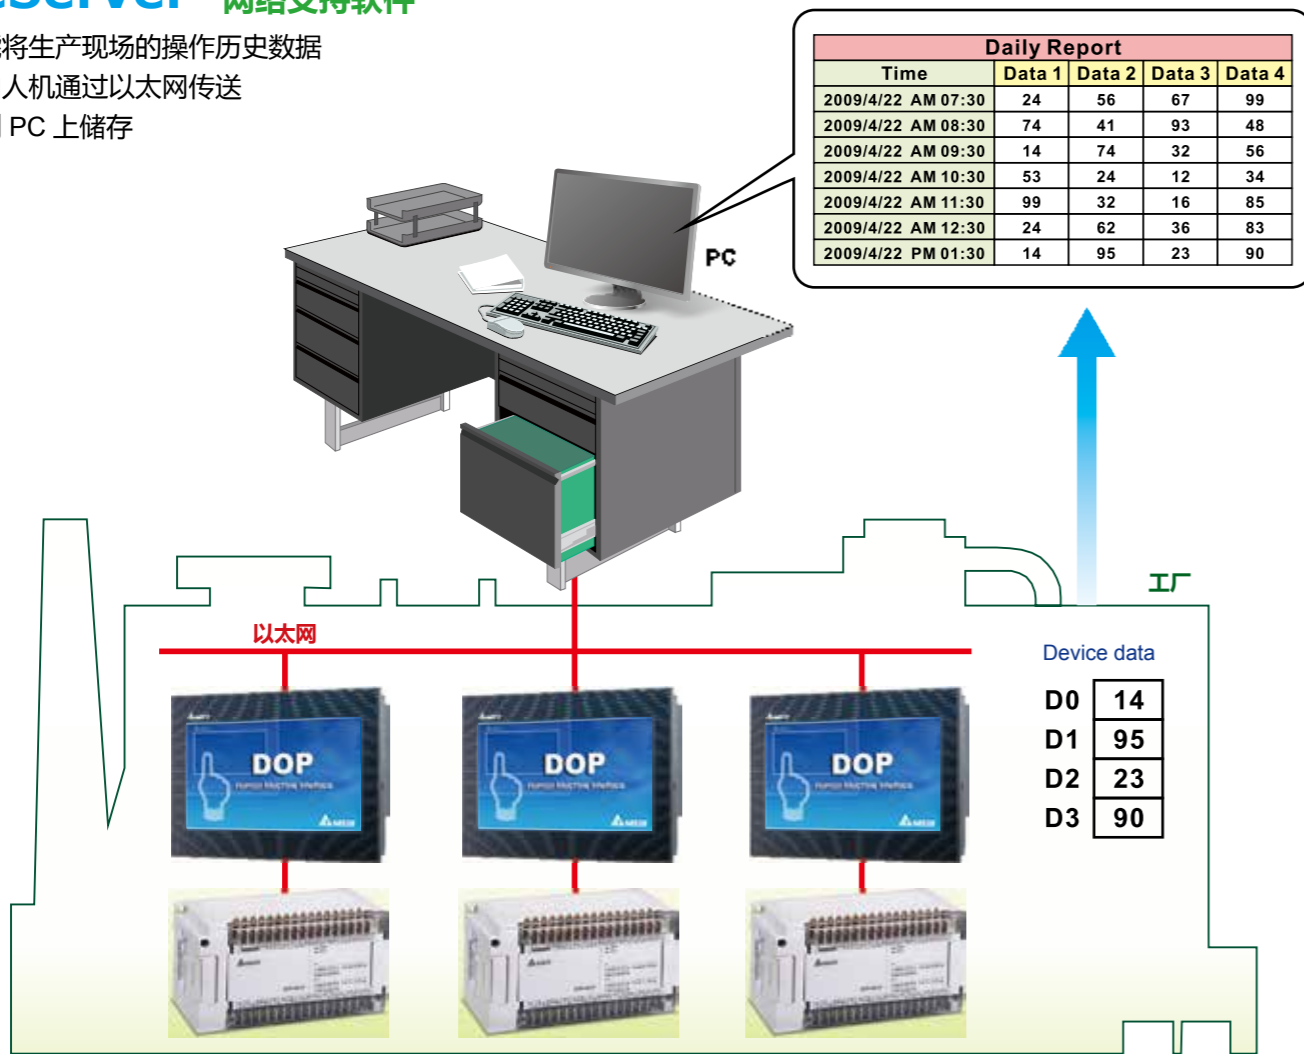 Server 网络支持软件
将生产现场的操作历史数据
人机通过以太网传送
PC 上储存
Daily Report
Time Data 1 Data 2 Data 3 Data 4
2009/4/22 AM 07:30 24 56 67 99
2009/4/22 AM 08:30 74 41 93 48
2009/4/22 AM 09:30 14 74 32 56
2009/4/22 AM 10:30 53 24 12 34
2009/4/22 AM 11:30 99 32 16 85
2009/4/22 AM 12:30 24 62 36 83
2009/4/22 PM 01:30 14 95 23 90
PC
工厂
以太网
Device data
D0 14
D1 95
D2 23
D3 90
DOP
DOP
DOP